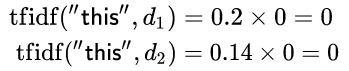 tfidf(″this″, d₁) = 0.2 × 0 = 0
tfidf(″this″, d₂) = 0.14 × 0 = 0